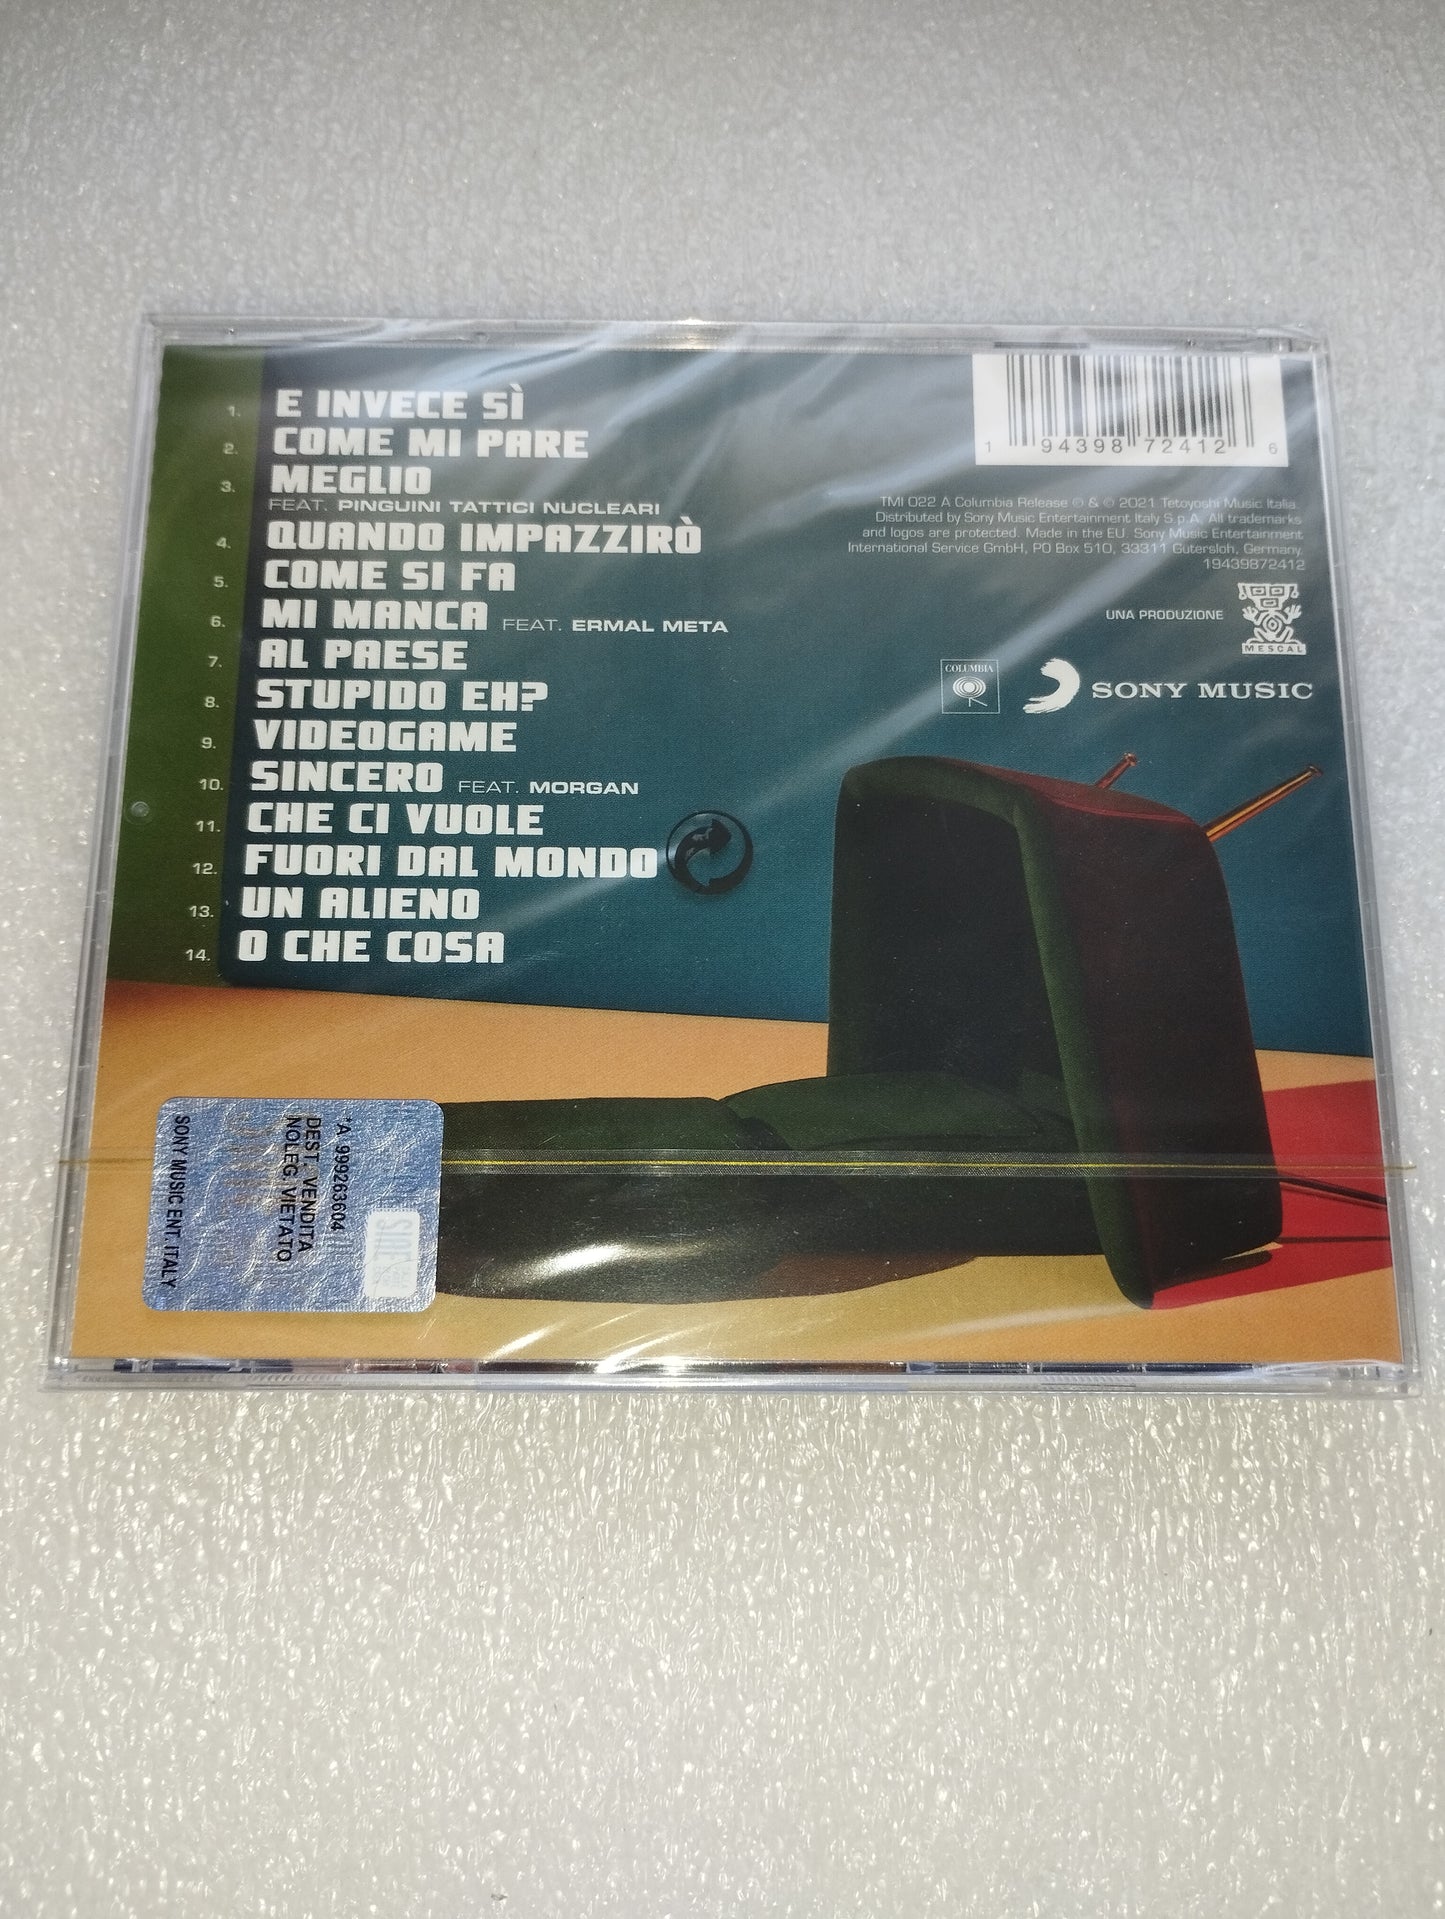 1. E INVECE SÌ
2. COME MI PARE
3. MEGLIO
FEAT. PINGUINI TATTICI NUCLEARI
4. QUANDO IMPAZZIRÒ
5. COME SI FA
6. MI MANCA FEAT. ERMAL META
7. AL PAESE
8. STUPIDO EH?
9. VIDEOGAME
10. SINCERO FEAT. MORGAN
11. CHE CI VUOLE
12. FUORI DAL MONDO
13. UN ALIENO
14. O CHE COSA
1 94398 72412 6
TMI 022 A Columbia Release ℗ & © 2021 Tetoyoshi Music Italia.
Distributed by Sony Music Entertainment Italy S.p.A. All trademarks
and logos are protected. Made in the EU. Sony Music Entertainment
International Service GmbH, PO Box 510, 33311 Gutersloh, Germany.
19439872412
UNA PRODUZIONE
MESCAL
COLUMBIA
SONY MUSIC
*A 999263604
DEST. VENDITA
NOLEG. VIETATO
SONY MUSIC ENT. ITALY
SIAE